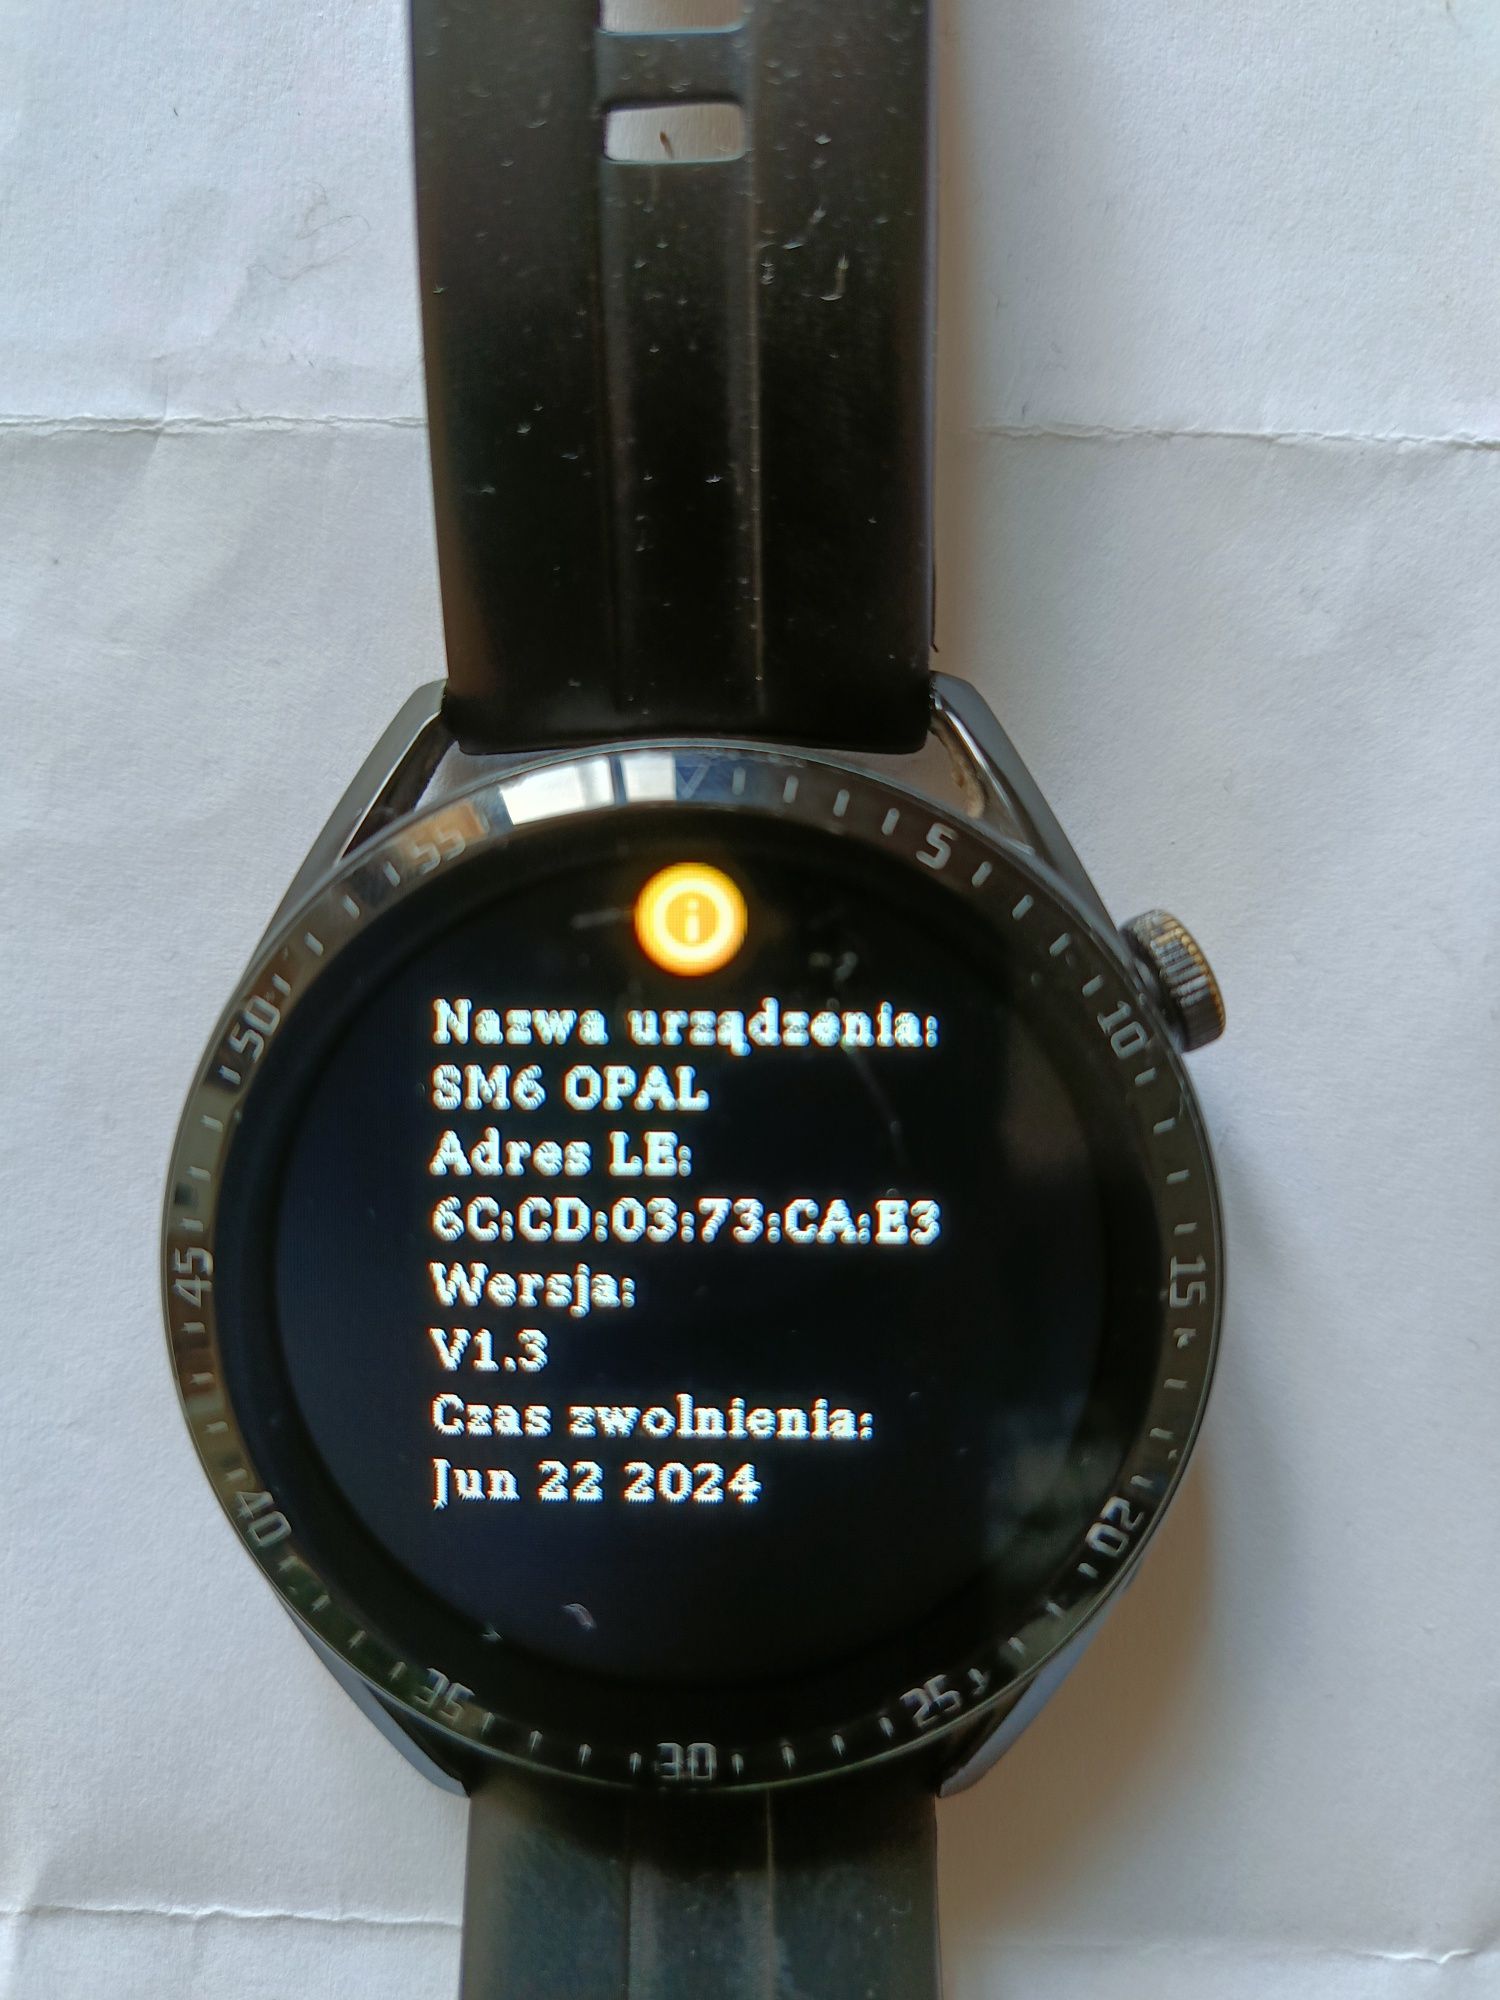 Nazwa urządzenia:
SM6 OPAL
Adres LE:
6C:CD:03:73:CA:E3
Wersja:
V1.3
Czas zwolnienia:
Jun 22 2024
5
10
15
20
25
30
35
40
45
50
55